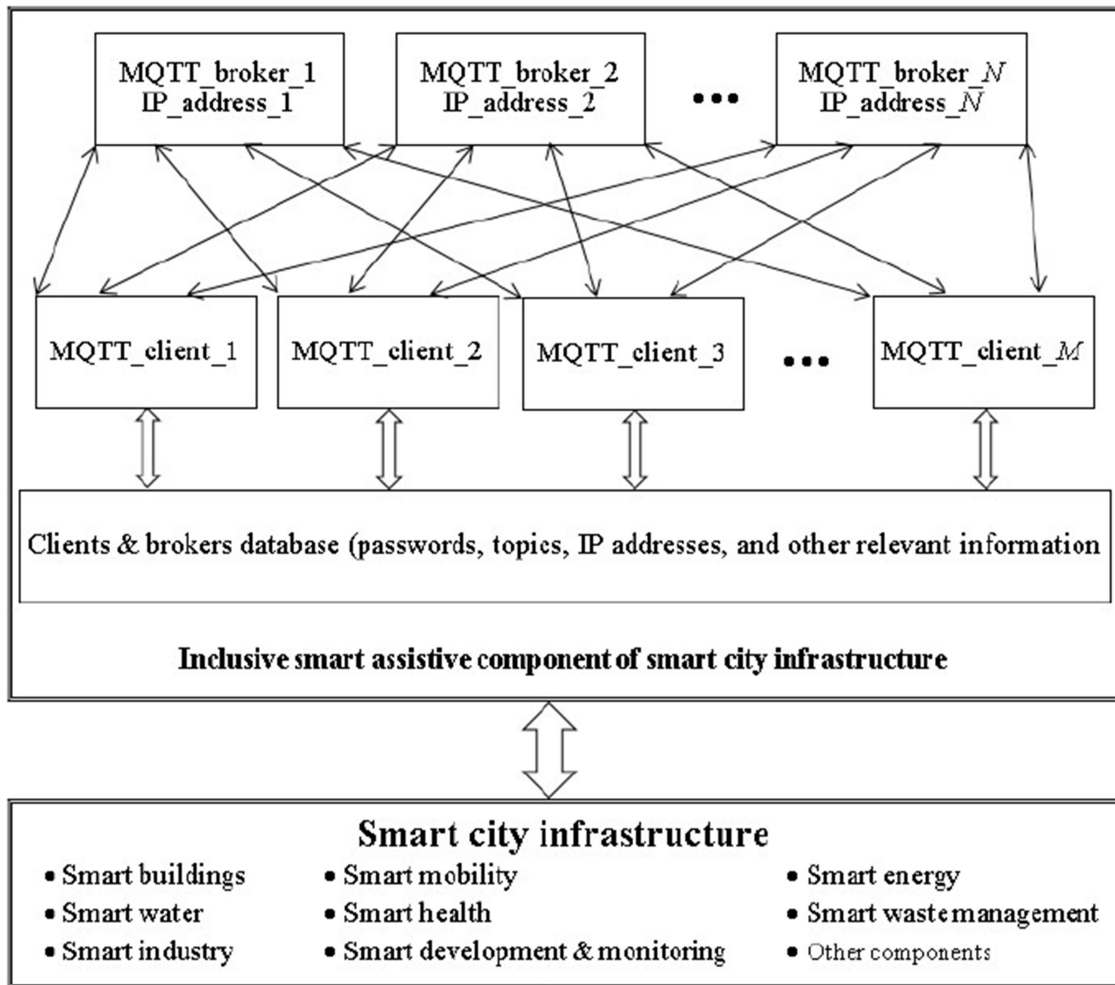 MQTT_broker_1
IP_address_1
MQTT_broker_2
IP_address_2
•••
MQTT_broker_N
IP_address_N
MQTT_client_1
MQTT_client_2
MQTT_client_3
•••
MQTT_client_M
Clients & brokers database (passwords, topics, IP addresses, and other relevant information
Inclusive smart assistive component of smart city infrastructure
Smart city infrastructure
• Smart buildings
• Smart mobility
• Smart energy
• Smart water
• Smart health
• Smart waste management
• Smart industry
• Smart development & monitoring
• Other components